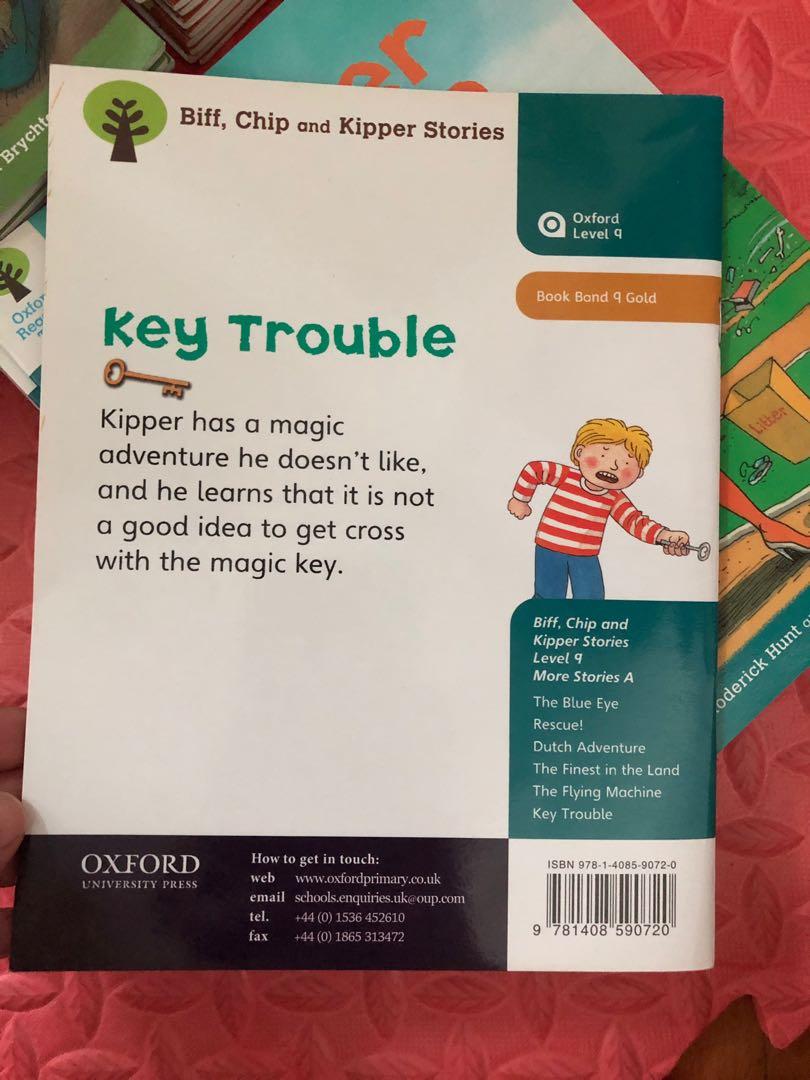 er
Brycht
Biff, Chip and Kipper Stories
Oxford
Level 9
Book Band 9 Gold
Key Trouble
Kipper has a magic
adventure he doesn't like,
and he learns that it is not
a good idea to get cross
with the magic key.
Litter
Biff, Chip and
Kipper Stories
Level 9
More Stories A
The Blue Eye
Rescue!
Dutch Adventure
The Finest in the Land
The Flying Machine
Key Trouble
oderick Hunt
OXFORD
UNIVERSITY PRESS
How to get in touch:
web www.oxfordprimary.co.uk
email schools.enquiries.uk@oup.com
tel. +44 (0) 1536 452610
fax +44 (0) 1865 313472
ISBN 978-1-4085-9072-0
9 781408 590720